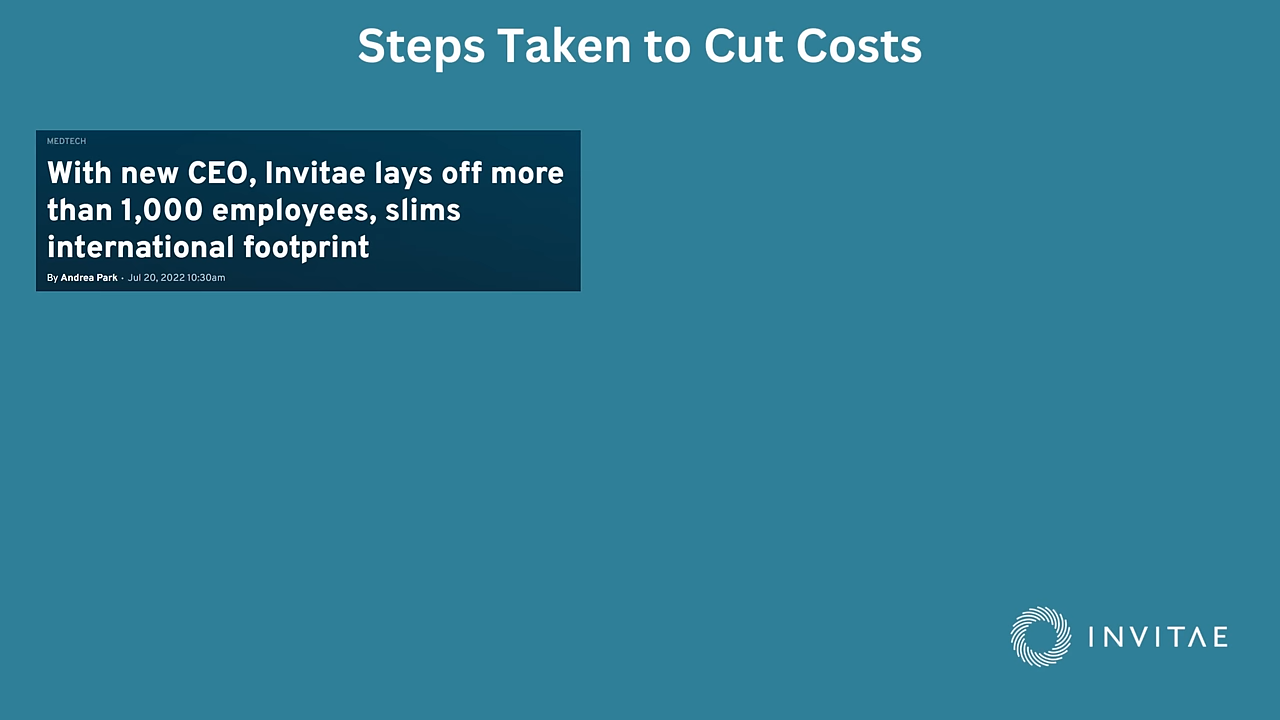 Steps Taken to Cut Costs
MEDTECH
With new CEO, Invitae lays off more
than 1,000 employees, slims
international footprint
By Andrea Park • Jul 20, 2022 10:30am
INVITAE